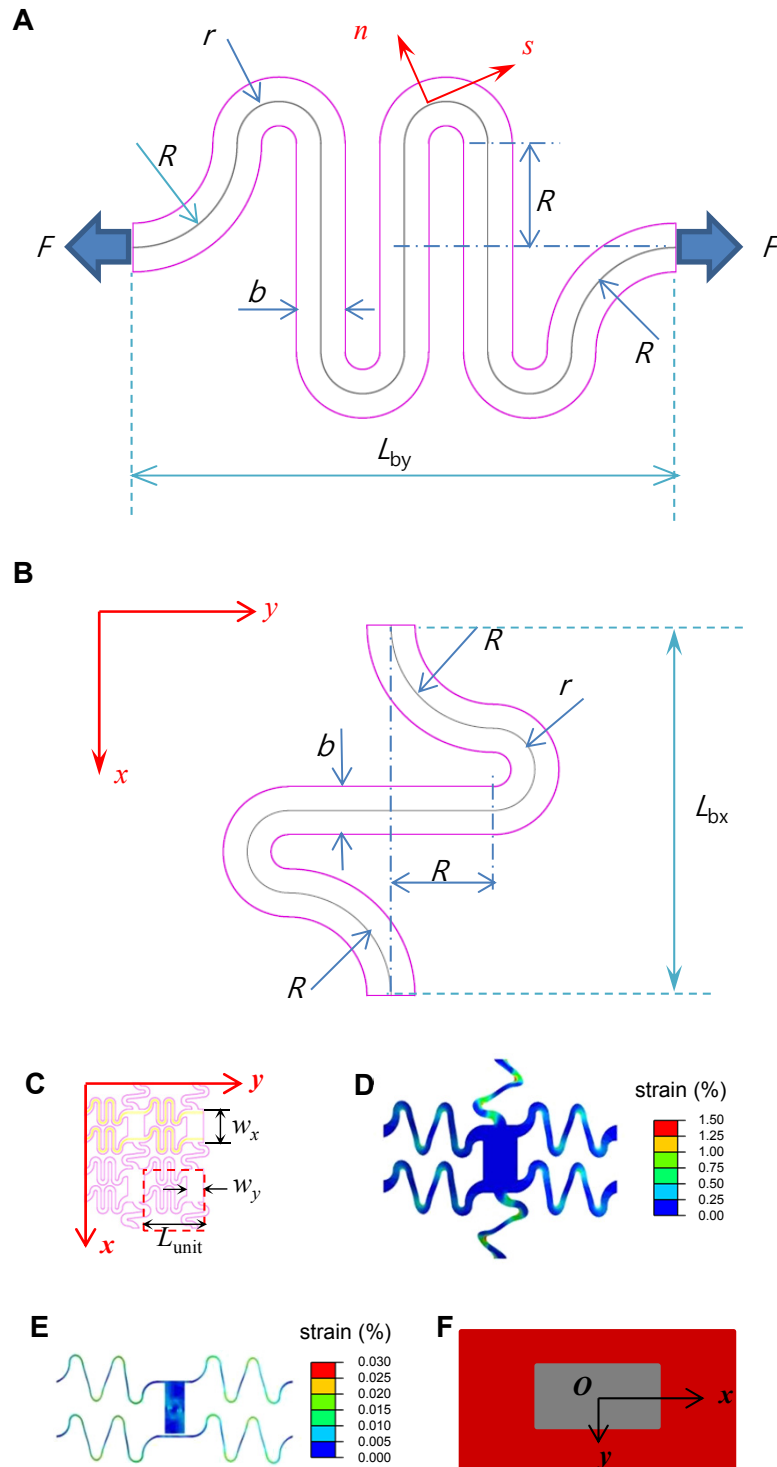 A
r
n
s
R
R
F
F
b
R
L_by
B
y
x
R
r
b
L_bx
R
R
C
y
w_x
w_y
L_unit
x
D
strain (%)
1.50
1.25
1.00
0.75
0.50
0.25
0.00
E
strain (%)
0.030
0.025
0.020
0.015
0.010
0.005
0.000
F
O
x
y